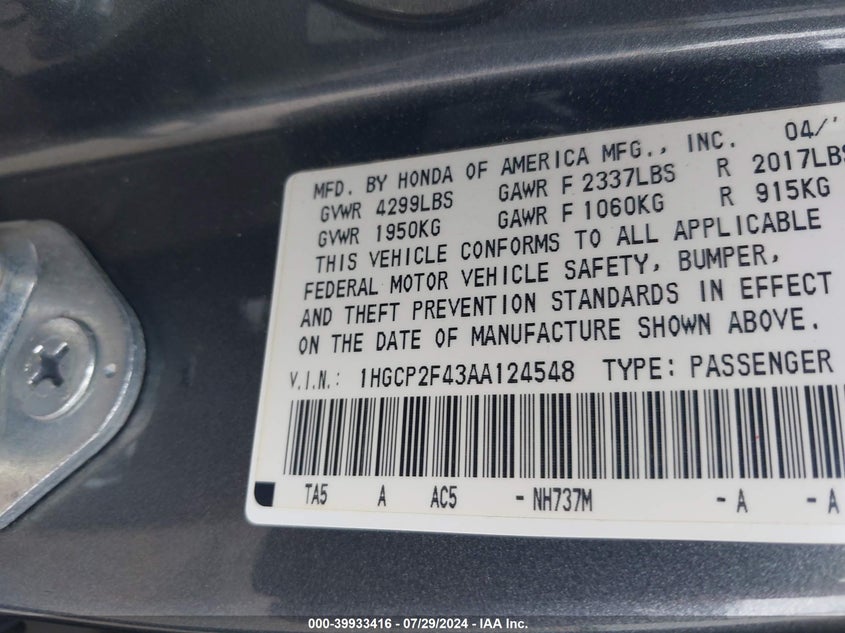 MFD. BY HONDA OF AMERICA MFG., INC. 04/'
GVWR 4299LBS GAWR F 2337LBS R 2017LBS
GVWR 1950KG GAWR F 1060KG R 915KG
THIS VEHICLE CONFORMS TO ALL APPLICABLE
FEDERAL MOTOR VEHICLE SAFETY, BUMPER,
AND THEFT PREVENTION STANDARDS IN EFFECT
ON THE DATE OF MANUFACTURE SHOWN ABOVE.
V.I.N.: 1HGCP2F43AA124548 TYPE: PASSENGER
TA5 A AC5 - NH737M - A - A
000-39933416 - 07/29/2024 - IAA Inc.